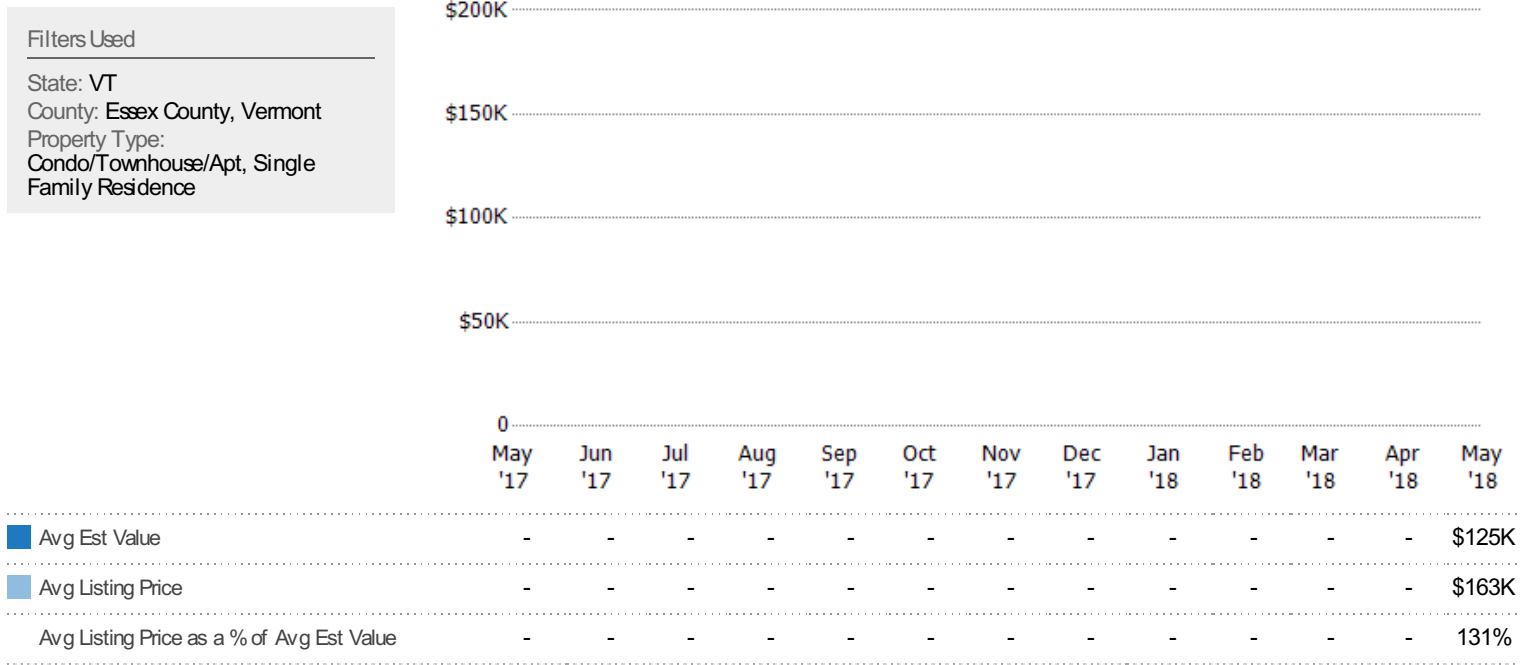 Filters Used
State: VT
County: Essex County, Vermont
Property Type:
Condo/Townhouse/Apt, Single
Family Residence
$200K
$150K
$100K
$50K
0
May Jun Jul Aug Sep Oct Nov Dec Jan Feb Mar Apr May
'17 '17 '17 '17 '17 '17 '17 '17 '18 '18 '18 '18 '18
Avg Est Value - - - - - - - - - - - - $125K
Avg Listing Price - - - - - - - - - - - - $163K
Avg Listing Price as a % of Avg Est Value - - - - - - - - - - - - 131%